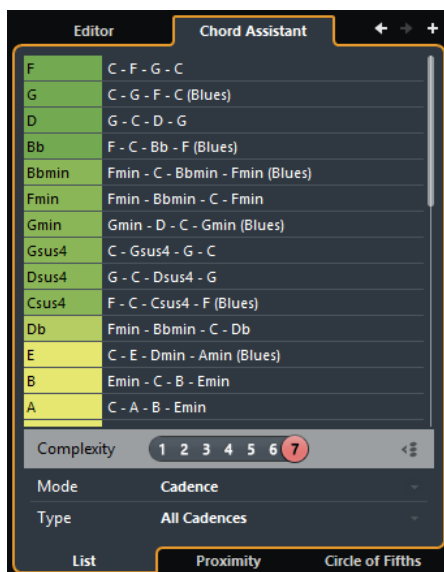 Editor Chord Assistant
F C - F - G - C
G C - G - F - C (Blues)
D G - C - D - G
Bb F - C - Bb - F (Blues)
Bbmin Fmin - C - Bbmin - Fmin (Blues)
Fmin Fmin - Bbmin - C - Fmin
Gmin Gmin - D - C - Gmin (Blues)
Gsus4 C - Gsus4 - G - C
Dsus4 G - C - Dsus4 - G
Csus4 F - C - Csus4 - F (Blues)
Db Fmin - Bbmin - C - Db
E C - E - Dmin - Amin (Blues)
B Emin - C - B - Emin
A C - A - B - Emin
Complexity 1 2 3 4 5 6 7
Mode Cadence
Type All Cadences
List Proximity Circle of Fifths